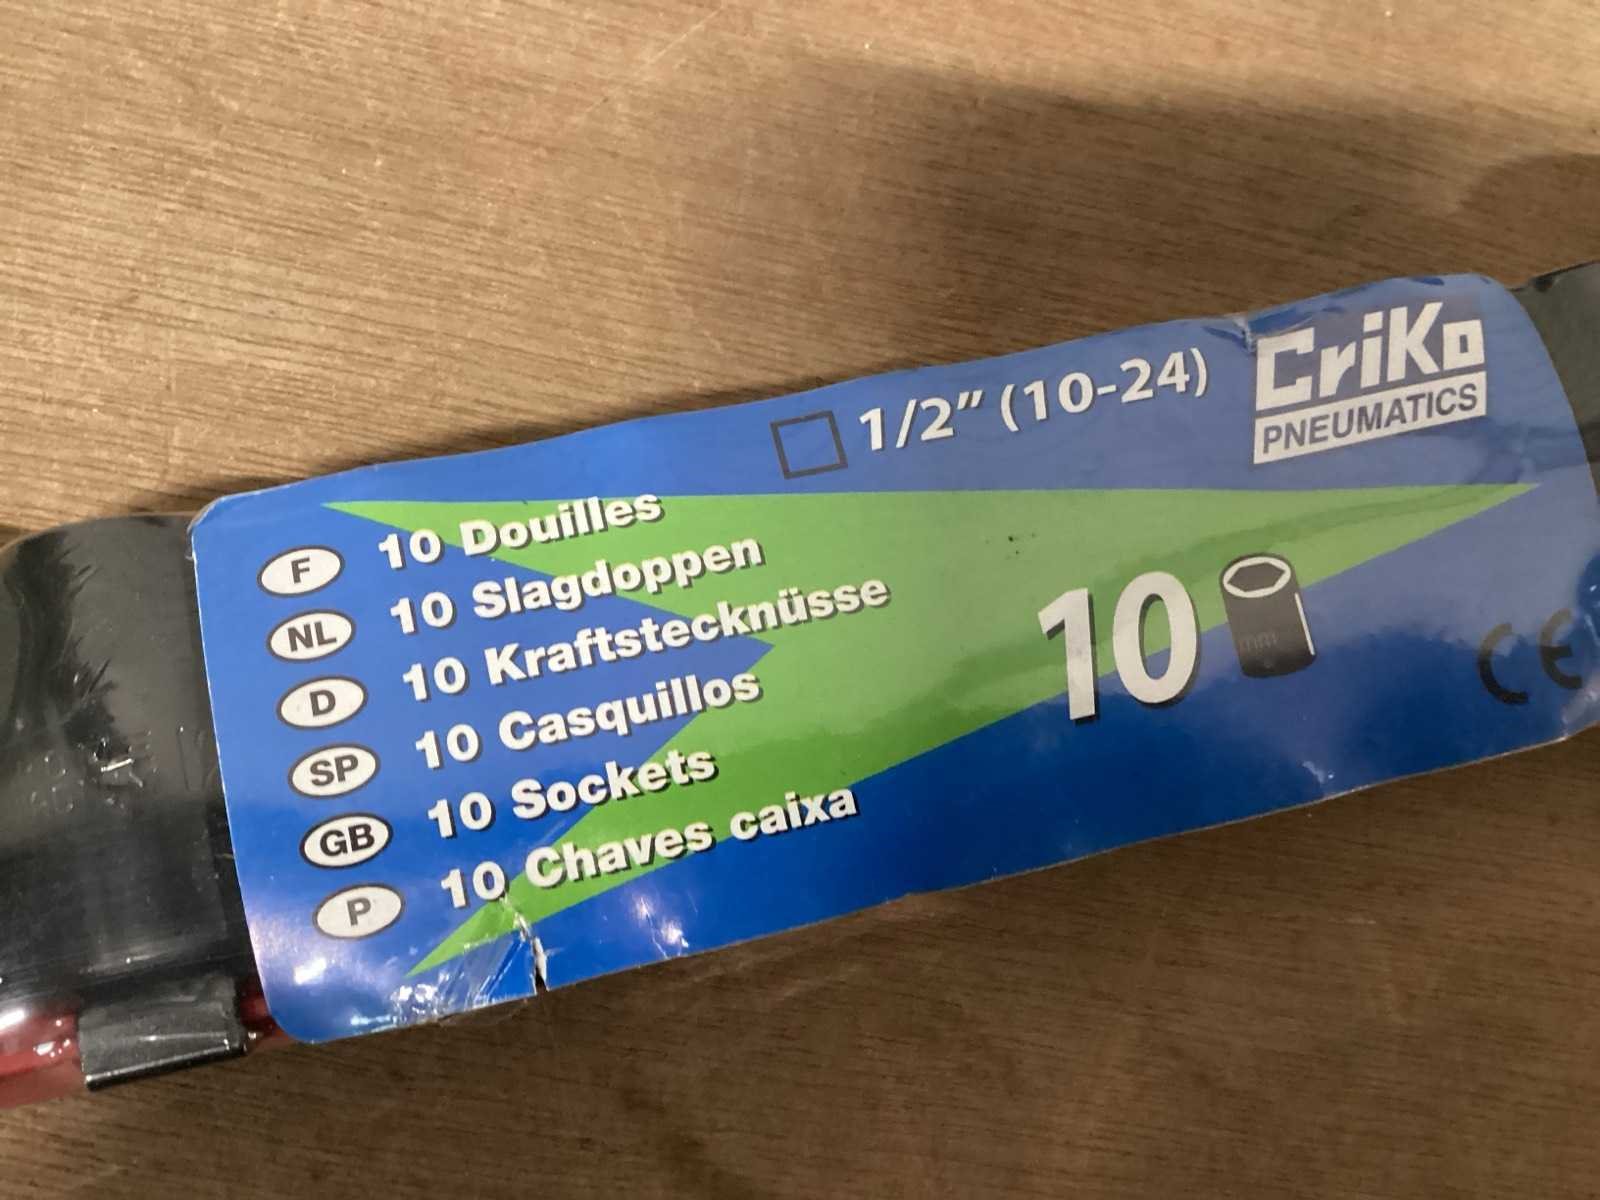 CriKo
PNEUMATICS
1/2" (10-24)
F 10 Douilles
NL 10 Slagdoppen
D 10 Kraftstecknüsse
SP 10 Casquillos
GB 10 Sockets
P 10 Chaves caixa
10
CE